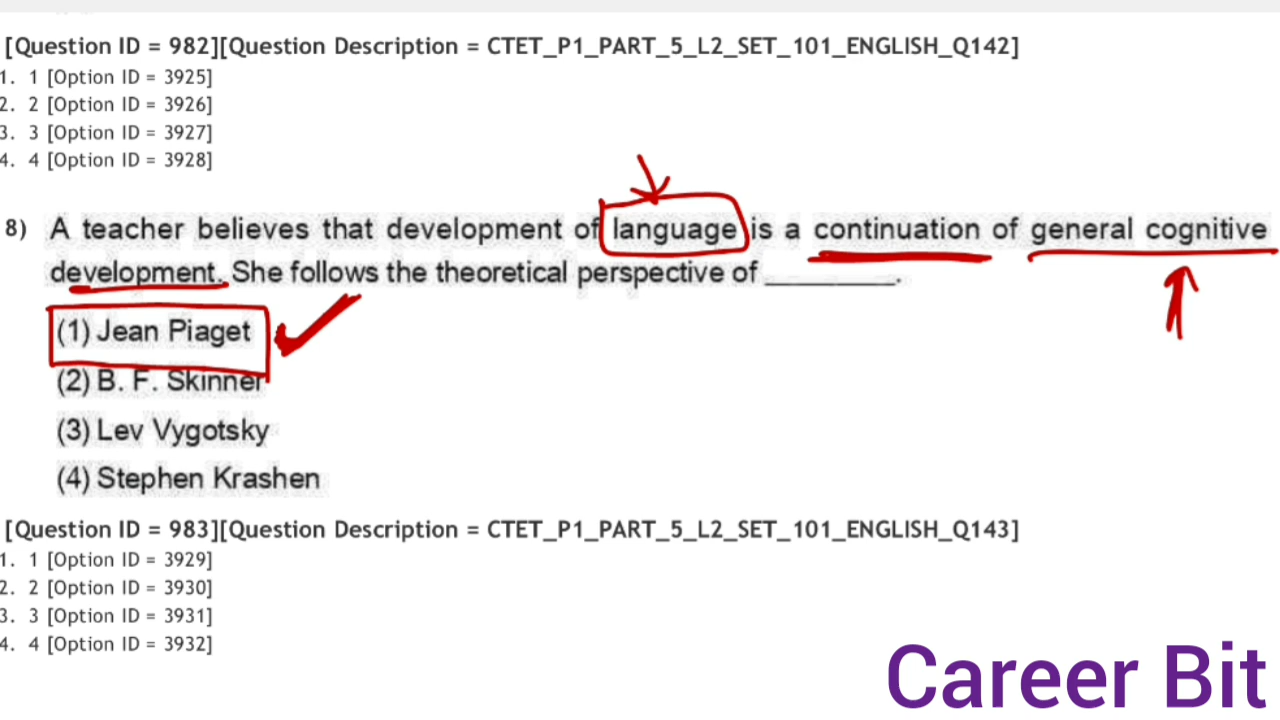 [Question ID = 982][Question Description = CTET_P1_PART_5_L2_SET_101_ENGLISH_Q142]
1. 1 [Option ID = 3925]
2. 2 [Option ID = 3926]
3. 3 [Option ID = 3927]
4. 4 [Option ID = 3928]
8) A teacher believes that development of language is a continuation of general cognitive
development. She follows the theoretical perspective of _________.
(1) Jean Piaget
(2) B. F. Skinner
(3) Lev Vygotsky
(4) Stephen Krashen
[Question ID = 983][Question Description = CTET_P1_PART_5_L2_SET_101_ENGLISH_Q143]
1. 1 [Option ID = 3929]
2. 2 [Option ID = 3930]
3. 3 [Option ID = 3931]
4. 4 [Option ID = 3932]
Career Bit